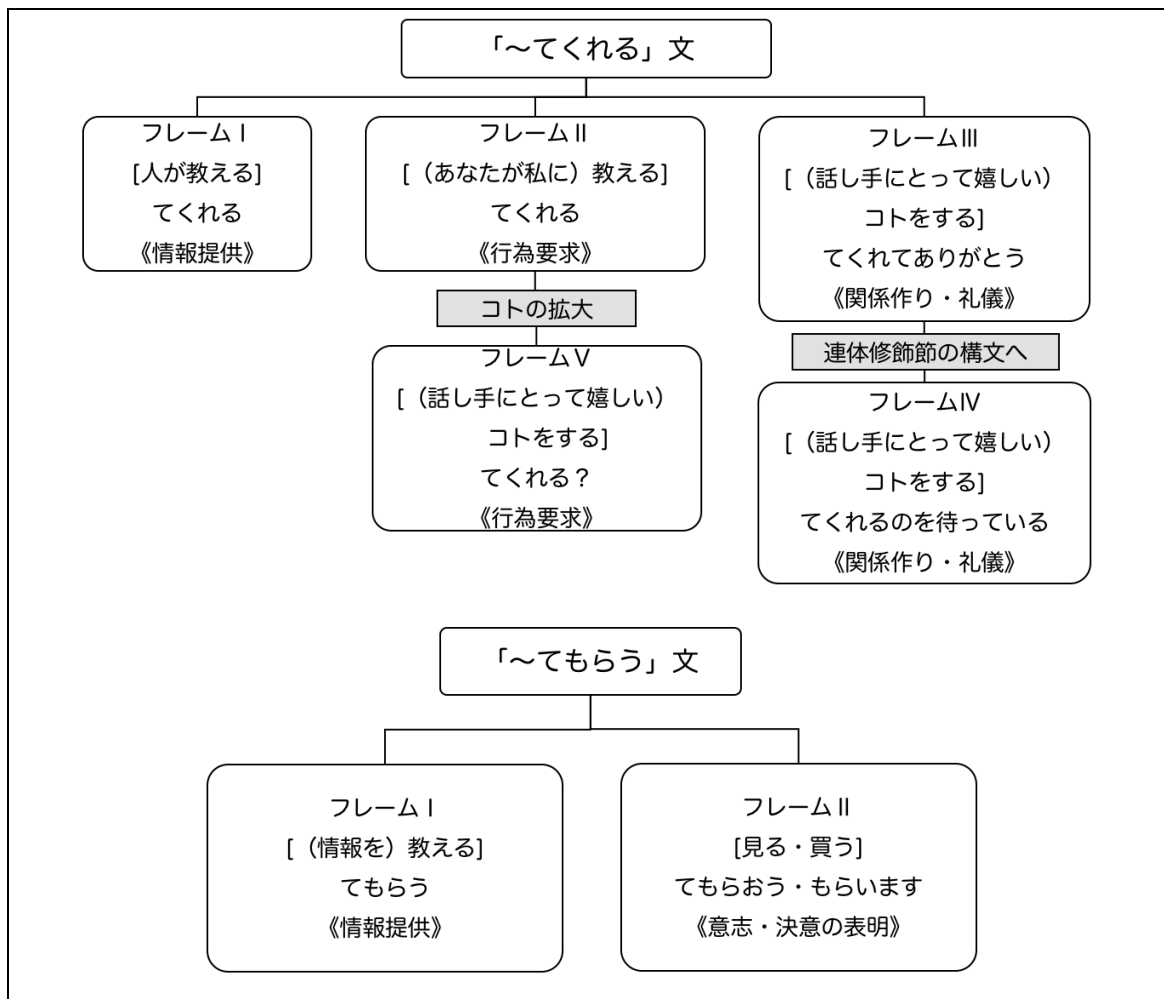 「～てくれる」文
フレームⅠ
[人が教える]
てくれる
《情報提供》
フレームⅡ
[（あなたが私に）教える]
てくれる
《行為要求》
コトの拡大
フレームⅤ
[（話し手にとって嬉しい）
コトをする]
てくれる？
《行為要求》
フレームⅢ
[（話し手にとって嬉しい）
コトをする]
てくれてありがとう
《関係作り・礼儀》
連体修飾節の構文へ
フレームⅣ
[（話し手にとって嬉しい）
コトをする]
てくれるのを待っている
《関係作り・礼儀》
「～てもらう」文
フレームⅠ
[（情報を）教える]
てもらう
《情報提供》
フレームⅡ
[見る・買う]
てもらおう・もらいます
《意志・決意の表明》